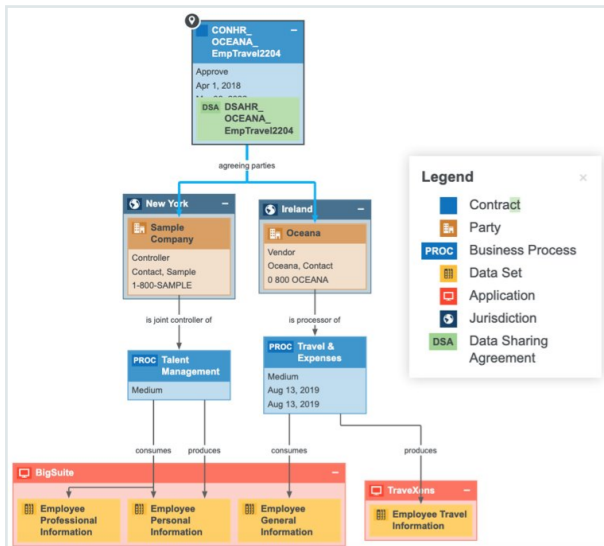 CONHR_
OCEANA_
EmpTravel2204
Approve
Apr 1, 2018
DSA DSAHR_
OCEANA_
EmpTravel2204
agreeing parties
New York
Sample
Company
Controller
Contact, Sample
1-800-SAMPLE
Ireland
Oceana
Vendor
Oceana, Contact
0 800 OCEANA
is joint controller of
is processor of
PROC Talent
Management
Medium
PROC Travel &
Expenses
Medium
Aug 13, 2019
Aug 13, 2019
consumes
produces
consumes
produces
BigSuite
Employee
Professional
Information
Employee
Personal
Information
Employee
General
Information
TraveXens
Employee Travel
Information
Legend
Contract
Party
PROC Business Process
Data Set
Application
Jurisdiction
DSA Data Sharing
Agreement